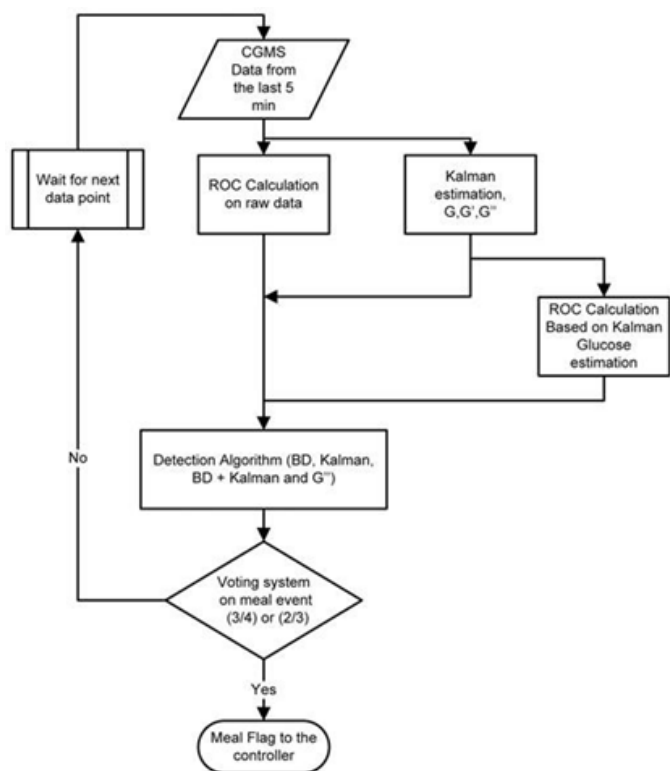 CGMS
Data from
the last 5
min
Wait for next
data point
ROC Calculation
on raw data
Kalman
estimation,
G,G',G''
ROC Calculation
Based on Kalman
Glucose
estimation
Detection Algorithm (BD, Kalman,
BD + Kalman and G'')
No
Voting system
on meal event
(3/4) or (2/3)
Yes
Meal Flag to the
controller